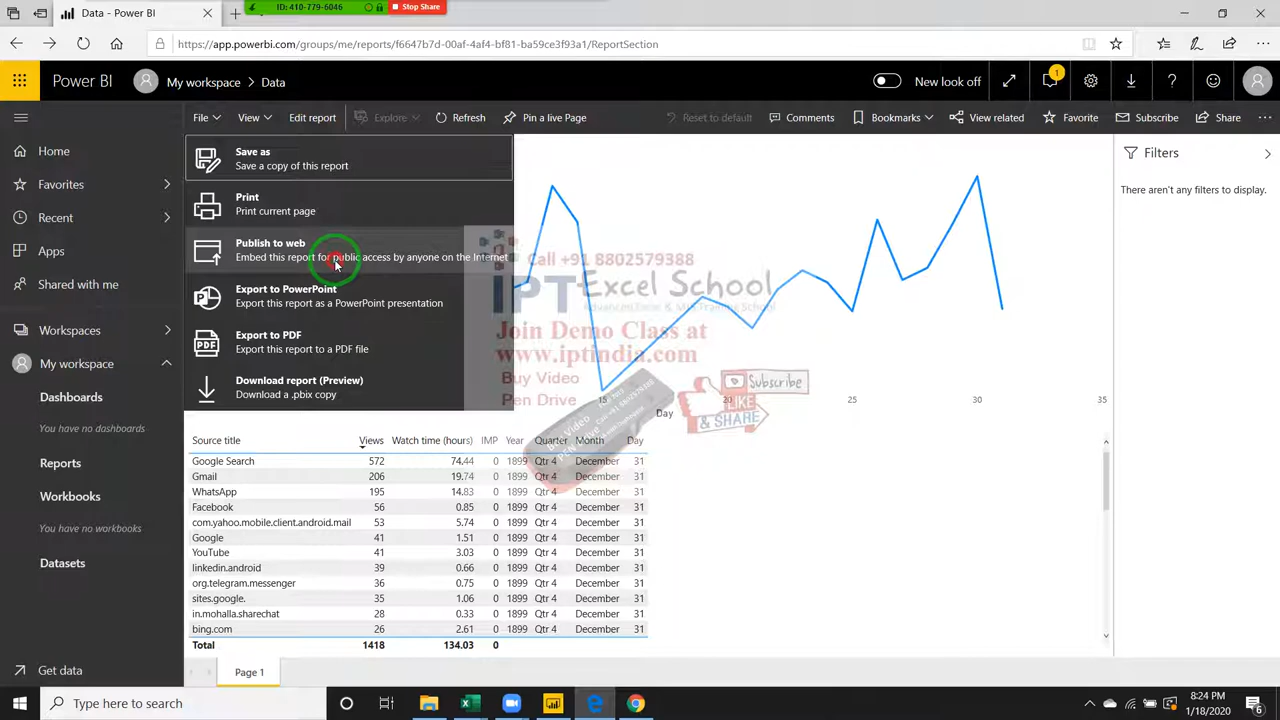 Data - Power BI
ID: 410-779-6046
Stop Share
https://app.powerbi.com/groups/me/reports/f6647b7d-00af-4af4-bf81-ba59ce3f93a1/ReportSection
Power BI
My workspace > Data
New look off
1
File
View
Edit report
Explore
Refresh
Pin a live Page
Reset to default
Comments
Bookmarks
View related
Favorite
Subscribe
Share
Home
Favorites
Recent
Apps
Shared with me
Workspaces
My workspace
Dashboards
You have no dashboards
Reports
Workbooks
You have no workbooks
Datasets
Get data
Save as
Save a copy of this report
Print
Print current page
Publish to web
Embed this report for public access by anyone on the Internet
Export to PowerPoint
Export this report as a PowerPoint presentation
Export to PDF
Export this report to a PDF file
Download report (Preview)
Download a .pbix copy
Filters
There aren't any filters to display.
Call +91 8802579388
IPT Excel School
Join Demo Class at
www.iptindia.com
Buy Video
Pen Drive
Subscribe
LIKE
& SHARE
15 20 25 30 35
Day
Source title Views Watch time (hours) IMP Year Quarter Month Day
Google Search 572 74.44 0 1899 Qtr 4 December 31
Gmail 206 19.74 0 1899 Qtr 4 December 31
WhatsApp 195 14.83 0 1899 Qtr 4 December 31
Facebook 56 0.85 0 1899 Qtr 4 December 31
com.yahoo.mobile.client.android.mail 53 5.74 0 1899 Qtr 4 December 31
Google 41 1.51 0 1899 Qtr 4 December 31
YouTube 41 3.03 0 1899 Qtr 4 December 31
linkedin.android 39 0.66 0 1899 Qtr 4 December 31
org.telegram.messenger 36 0.75 0 1899 Qtr 4 December 31
sites.google. 35 1.06 0 1899 Qtr 4 December 31
in.mohalla.sharechat 28 0.33 0 1899 Qtr 4 December 31
bing.com 26 2.61 0 1899 Qtr 4 December 31
Total 1418 134.03 0
Page 1
Type here to search
8:24 PM
1/18/2020
6